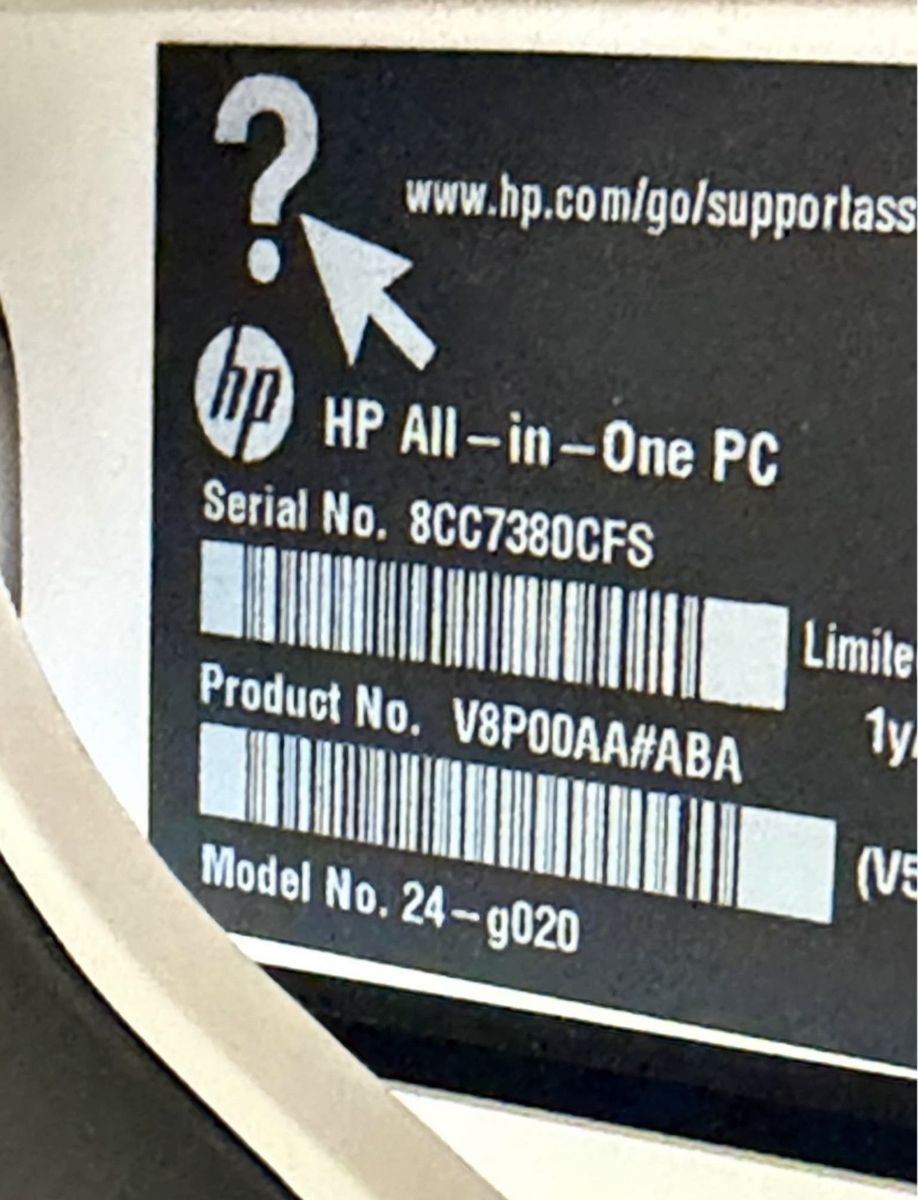 ?
www.hp.com/go/supportass
hp
HP All-in-One PC
Serial No. 8CC7380CFS
Limite
Product No. V8P00AA#ABA
1y/
(V5
Model No. 24-g020